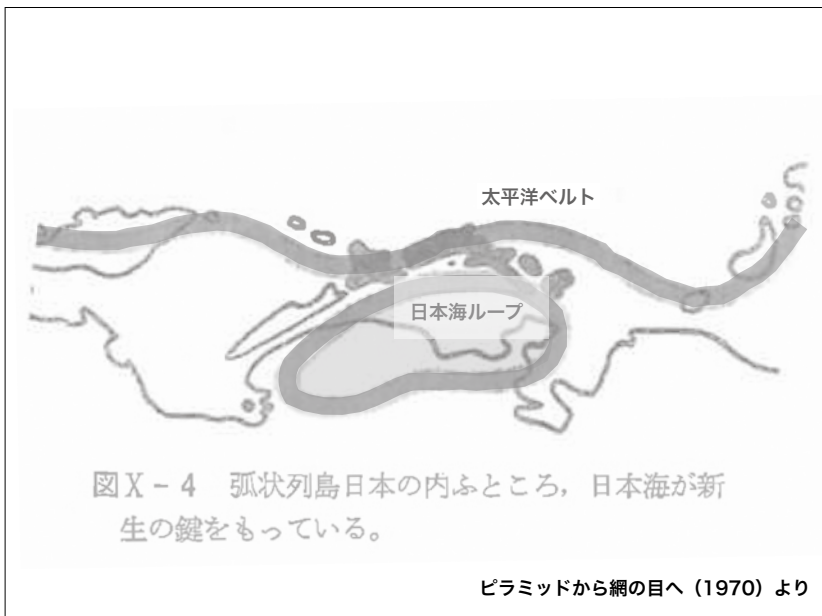 太平洋ベルト
日本海ループ
図X－4　弧状列島日本の内ふところ，日本海が新
生の鍵をもっている。
ピラミッドから網の目へ（1970）より